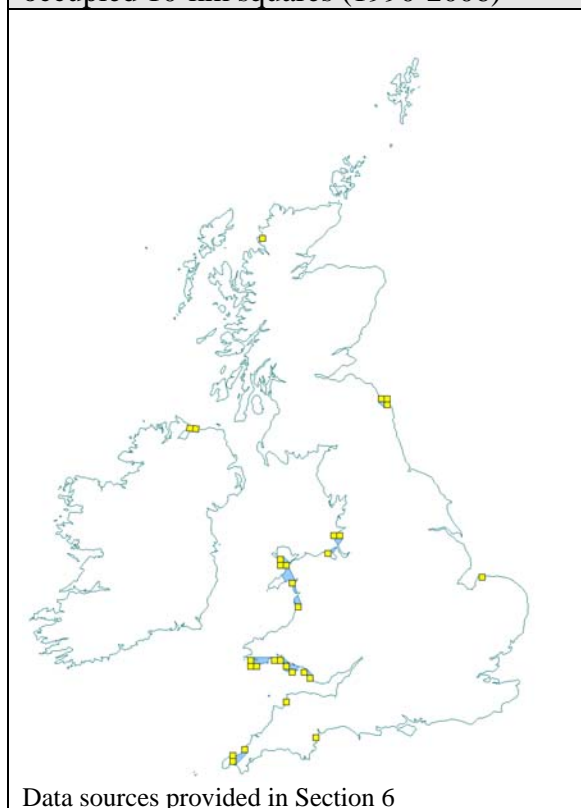 occupied 10-km squares
Data sources provided in Section 6